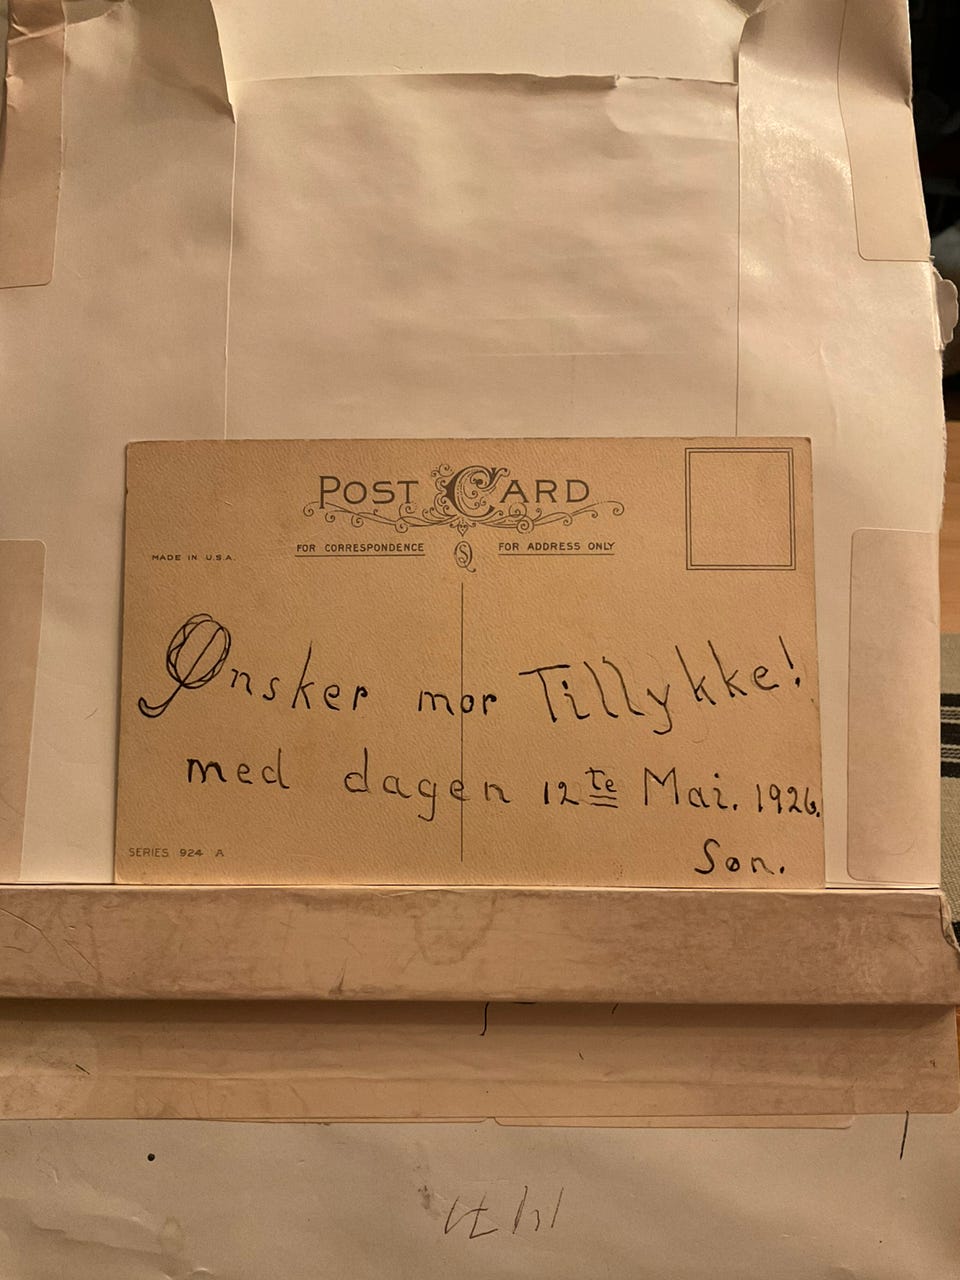 POST CARD
MADE IN U.S.A.
FOR CORRESPONDENCE
FOR ADDRESS ONLY
Ønsker mor Tillykke!
med dagen 12te Mai. 1926.
Søn.
SERIES 924 A